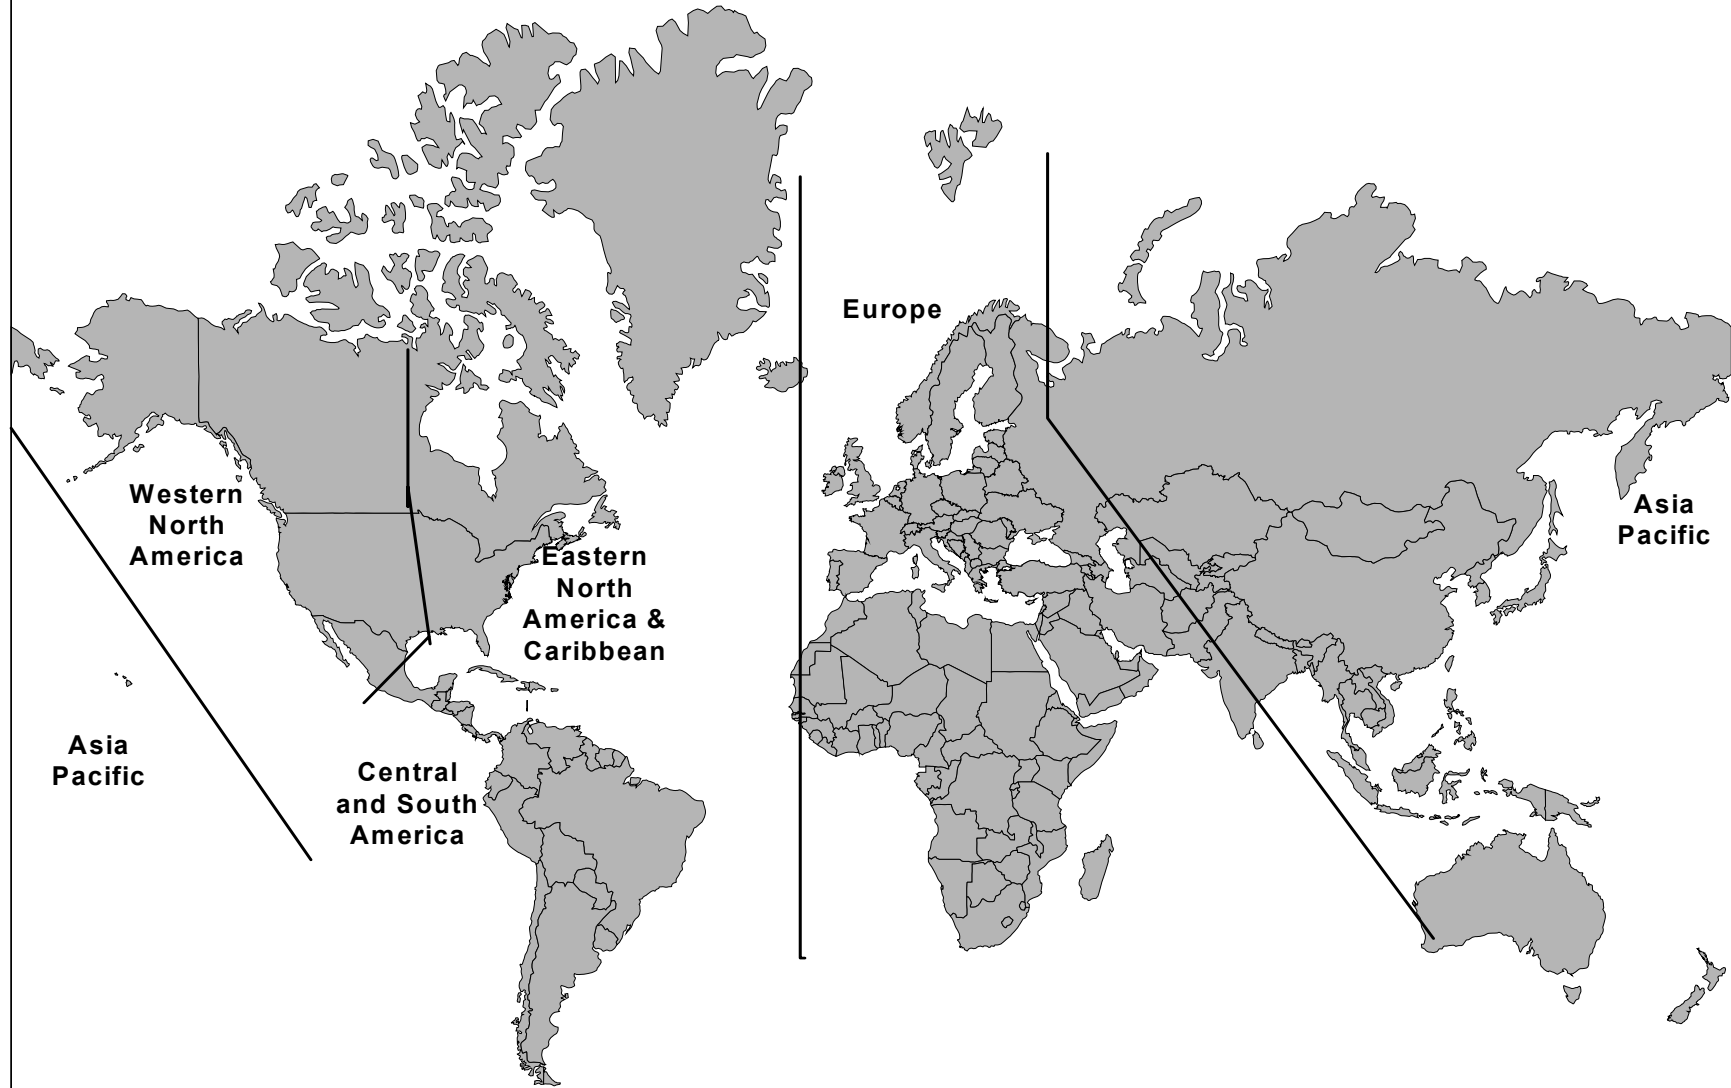 Europe
Western
North
America
Asia
Pacific
Eastern
North
America &
Caribbean
Asia
Pacific
Central
and South
America